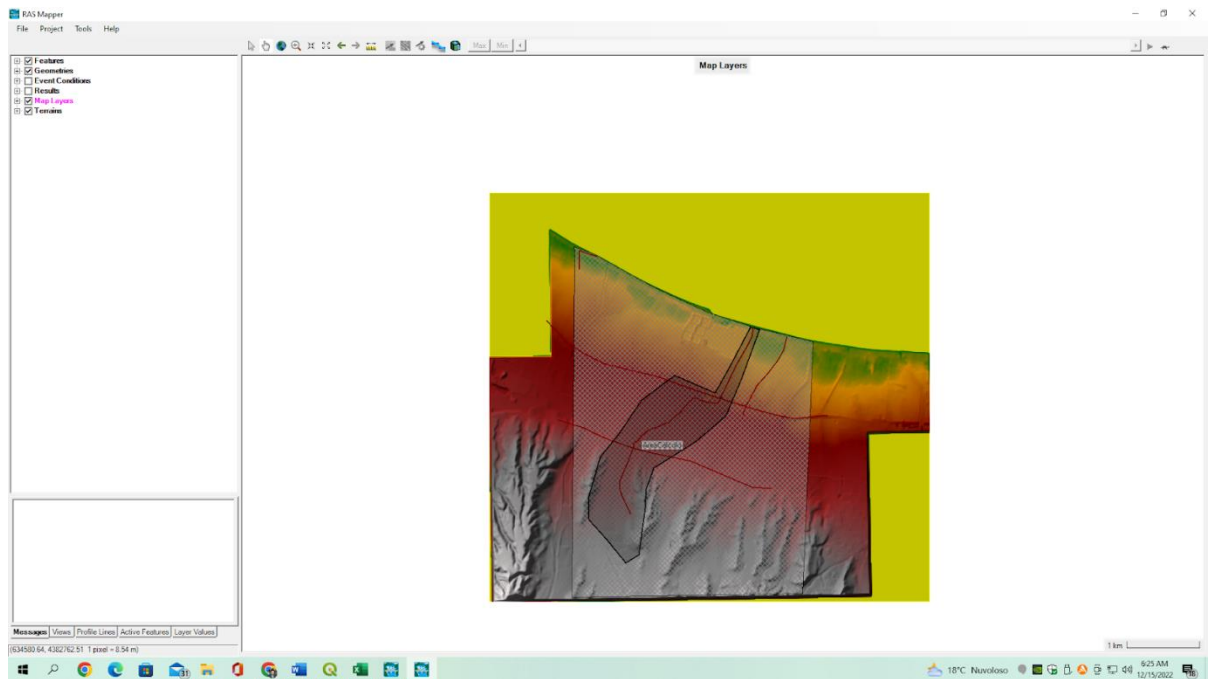 RAS Mapper
File Project Tools Help
Max Min
Features
Geometries
Event Conditions
Results
Map Layers
Terrains
Map Layers
Messages Views Profile Lines Active Features Layer Values
(634580.64, 4382762.51 1 pixel = 8.54 m)
1 km
18°C Nuvoloso
6:25 AM
12/15/2022